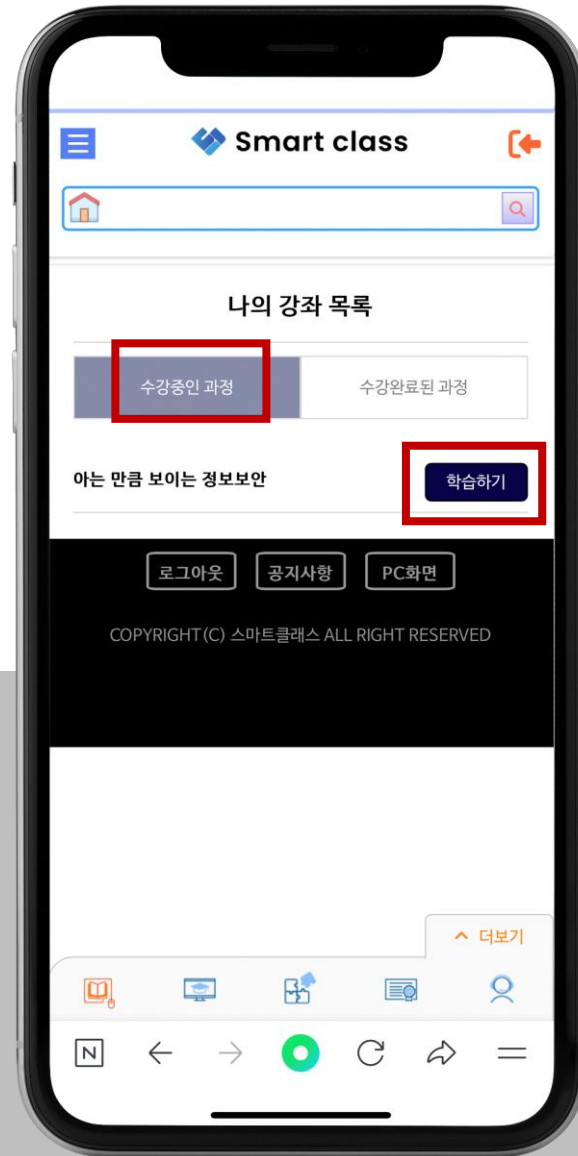 Smart class
나의 강좌 목록
수강중인 과정
수강완료된 과정
아는 만큼 보이는 정보보안
학습하기
로그아웃
공지사항
PC화면
COPYRIGHT(C) 스마트클래스 ALL RIGHT RESERVED
더보기
N